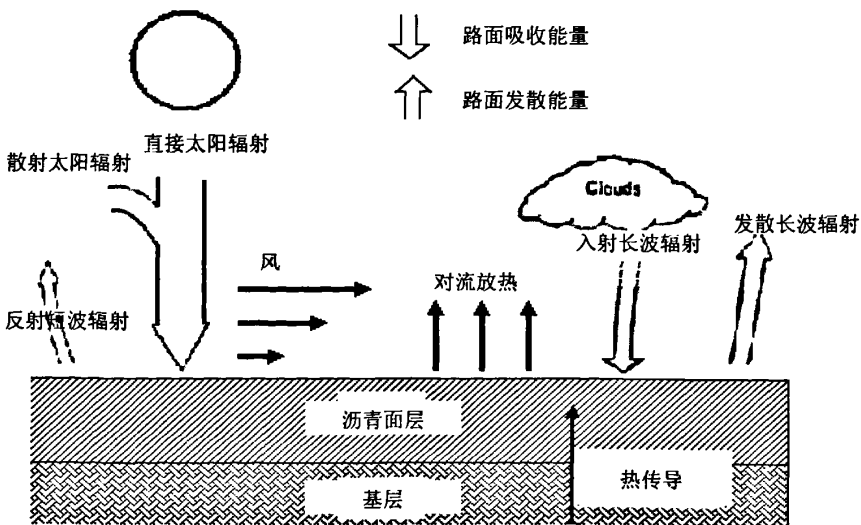 路面吸收能量
路面发散能量
直接太阳辐射
散射太阳辐射
Clouds
发散长波辐射
入射长波辐射
风
对流放热
反射短波辐射
沥青面层
热传导
基层